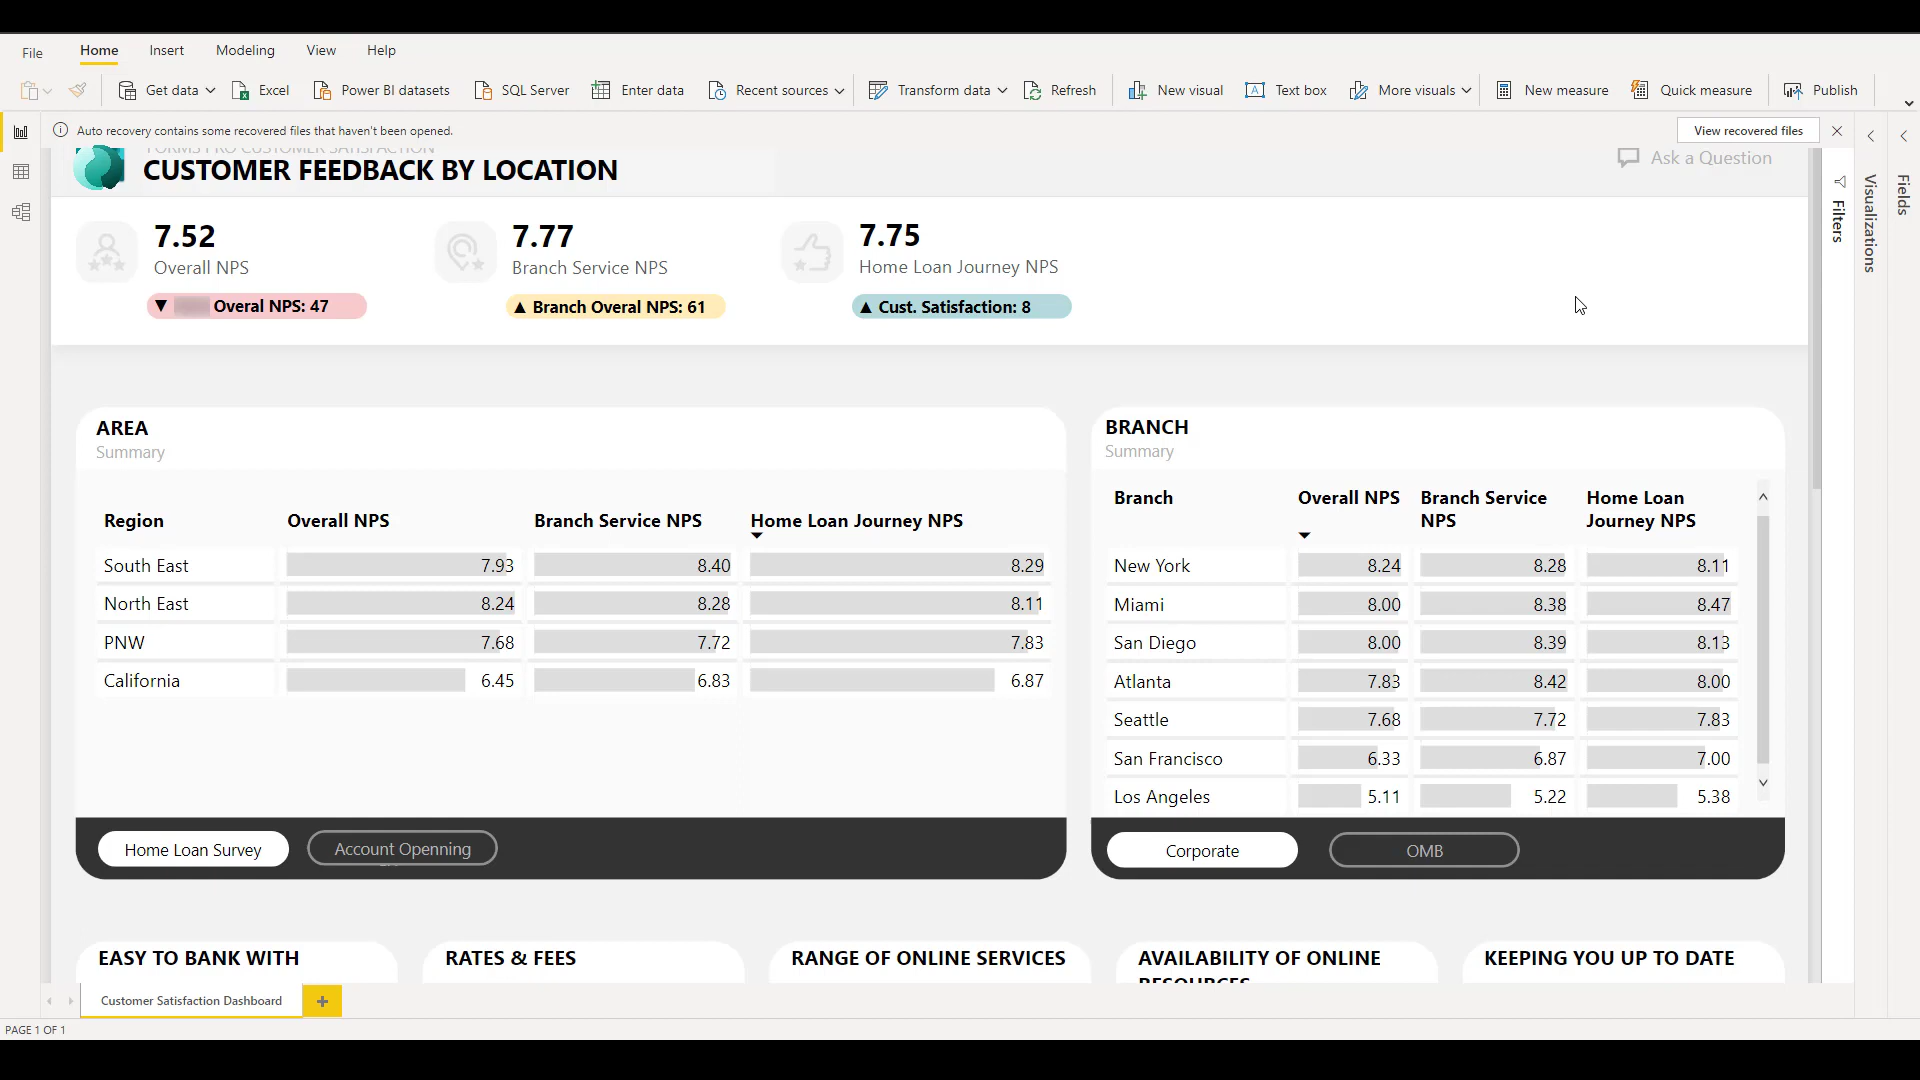 File Home Insert Modeling View Help
Get data Excel Power BI datasets SQL Server Enter data Recent sources Transform data Refresh New visual Text box More visuals New measure Quick measure Publish
Auto recovery contains some recovered files that haven't been opened. View recovered files
FORMS PRO CUSTOMER SATISFACTION
CUSTOMER FEEDBACK BY LOCATION
Ask a Question
Filters
Visualizations
Fields
7.52
Overall NPS
Overal NPS: 47
7.77
Branch Service NPS
Branch Overal NPS: 61
7.75
Home Loan Journey NPS
Cust. Satisfaction: 8
AREA
Summary
Region Overall NPS Branch Service NPS Home Loan Journey NPS
South East 7.93 8.40 8.29
North East 8.24 8.28 8.11
PNW 7.68 7.72 7.83
California 6.45 6.83 6.87
Home Loan Survey Account Openning
BRANCH
Summary
Branch Overall NPS Branch Service NPS Home Loan Journey NPS
New York 8.24 8.28 8.11
Miami 8.00 8.38 8.47
San Diego 8.00 8.39 8.13
Atlanta 7.83 8.42 8.00
Seattle 7.68 7.72 7.83
San Francisco 6.33 6.87 7.00
Los Angeles 5.11 5.22 5.38
Corporate OMB
EASY TO BANK WITH
RATES & FEES
RANGE OF ONLINE SERVICES
AVAILABILITY OF ONLINE
RESOURCES
KEEPING YOU UP TO DATE
Customer Satisfaction Dashboard
PAGE 1 OF 1